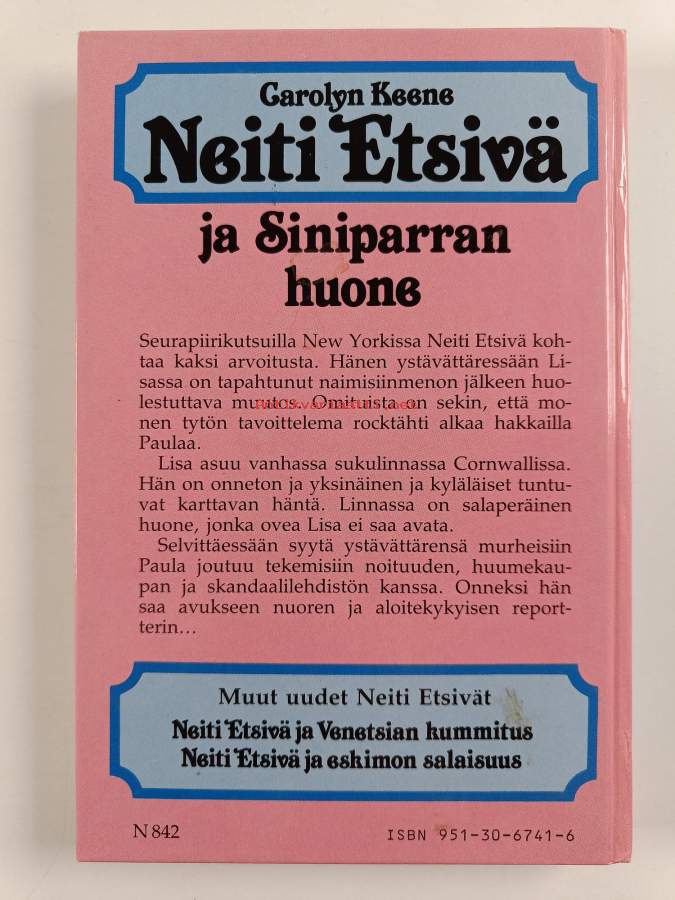 Carolyn Keene
Neiti Etsivä
ja Siniparran
huone
Seurapiirikutsuilla New Yorkissa Neiti Etsivä koh-
taa kaksi arvoitusta. Hänen ystävättäressään Li-
sassa on tapahtunut naimisiinmenon jälkeen huo-
lestuttava muutos. Omituista on sekin, että mo-
nen tytön tavoittelema rocktähti alkaa hakkailla
Paulaa.
Lisa asuu vanhassa sukulinnassa Cornwallissa.
Hän on onneton ja yksinäinen ja kyläläiset tuntu-
vat karttavan häntä. Linnassa on salaperäinen
huone, jonka ovea Lisa ei saa avata.
Selvittäessään syytä ystävättärensä murheisiin
Paula joutuu tekemisiin noituuden, huumekau-
pan ja skandaalilehdistön kanssa. Onneksi hän
saa avukseen nuoren ja aloitekykyisen report-
terin...
Muut uudet Neiti Etsivät
Neiti Etsivä ja Venetsian kummitus
Neiti Etsivä ja eskimon salaisuus
N 842
ISBN 951-30-6741-6